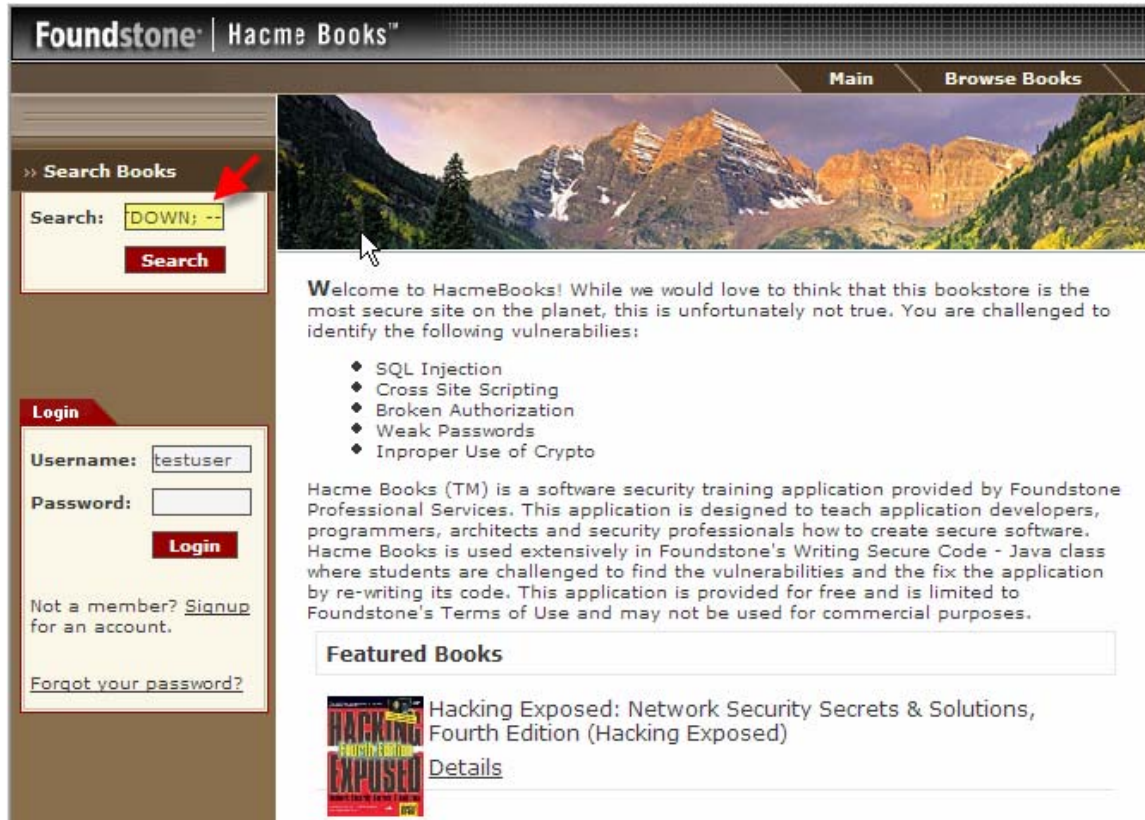 Foundstone | Hacme Books™
Main Browse Books
›› Search Books
Search: TDOWN; --
Search
Welcome to HacmeBooks! While we would love to think that this bookstore is the
most secure site on the planet, this is unfortunately not true. You are challenged to
identify the following vulnerabilies:
SQL Injection
Cross Site Scripting
Broken Authorization
Weak Passwords
Inproper Use of Crypto
Login
Username: testuser
Password:
Login
Not a member? Signup
for an account.
Forgot your password?
Hacme Books (TM) is a software security training application provided by Foundstone
Professional Services. This application is designed to teach application developers,
programmers, architects and security professionals how to create secure software.
Hacme Books is used extensively in Foundstone's Writing Secure Code - Java class
where students are challenged to find the vulnerabilities and the fix the application
by re-writing its code. This application is provided for free and is limited to
Foundstone's Terms of Use and may not be used for commercial purposes.
Featured Books
HACKING
Fourth Edition
EXPOSED
Hacking Exposed: Network Security Secrets & Solutions,
Fourth Edition (Hacking Exposed)
Details